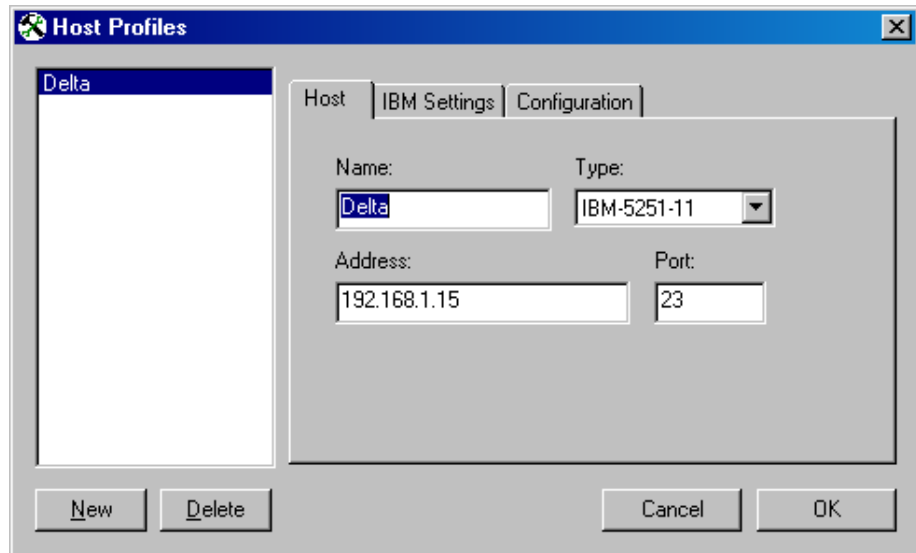 Host Profiles
Delta
Host IBM Settings Configuration
Name: Type:
Delta IBM-5251-11
Address: Port:
192.168.1.15 23
New Delete Cancel OK